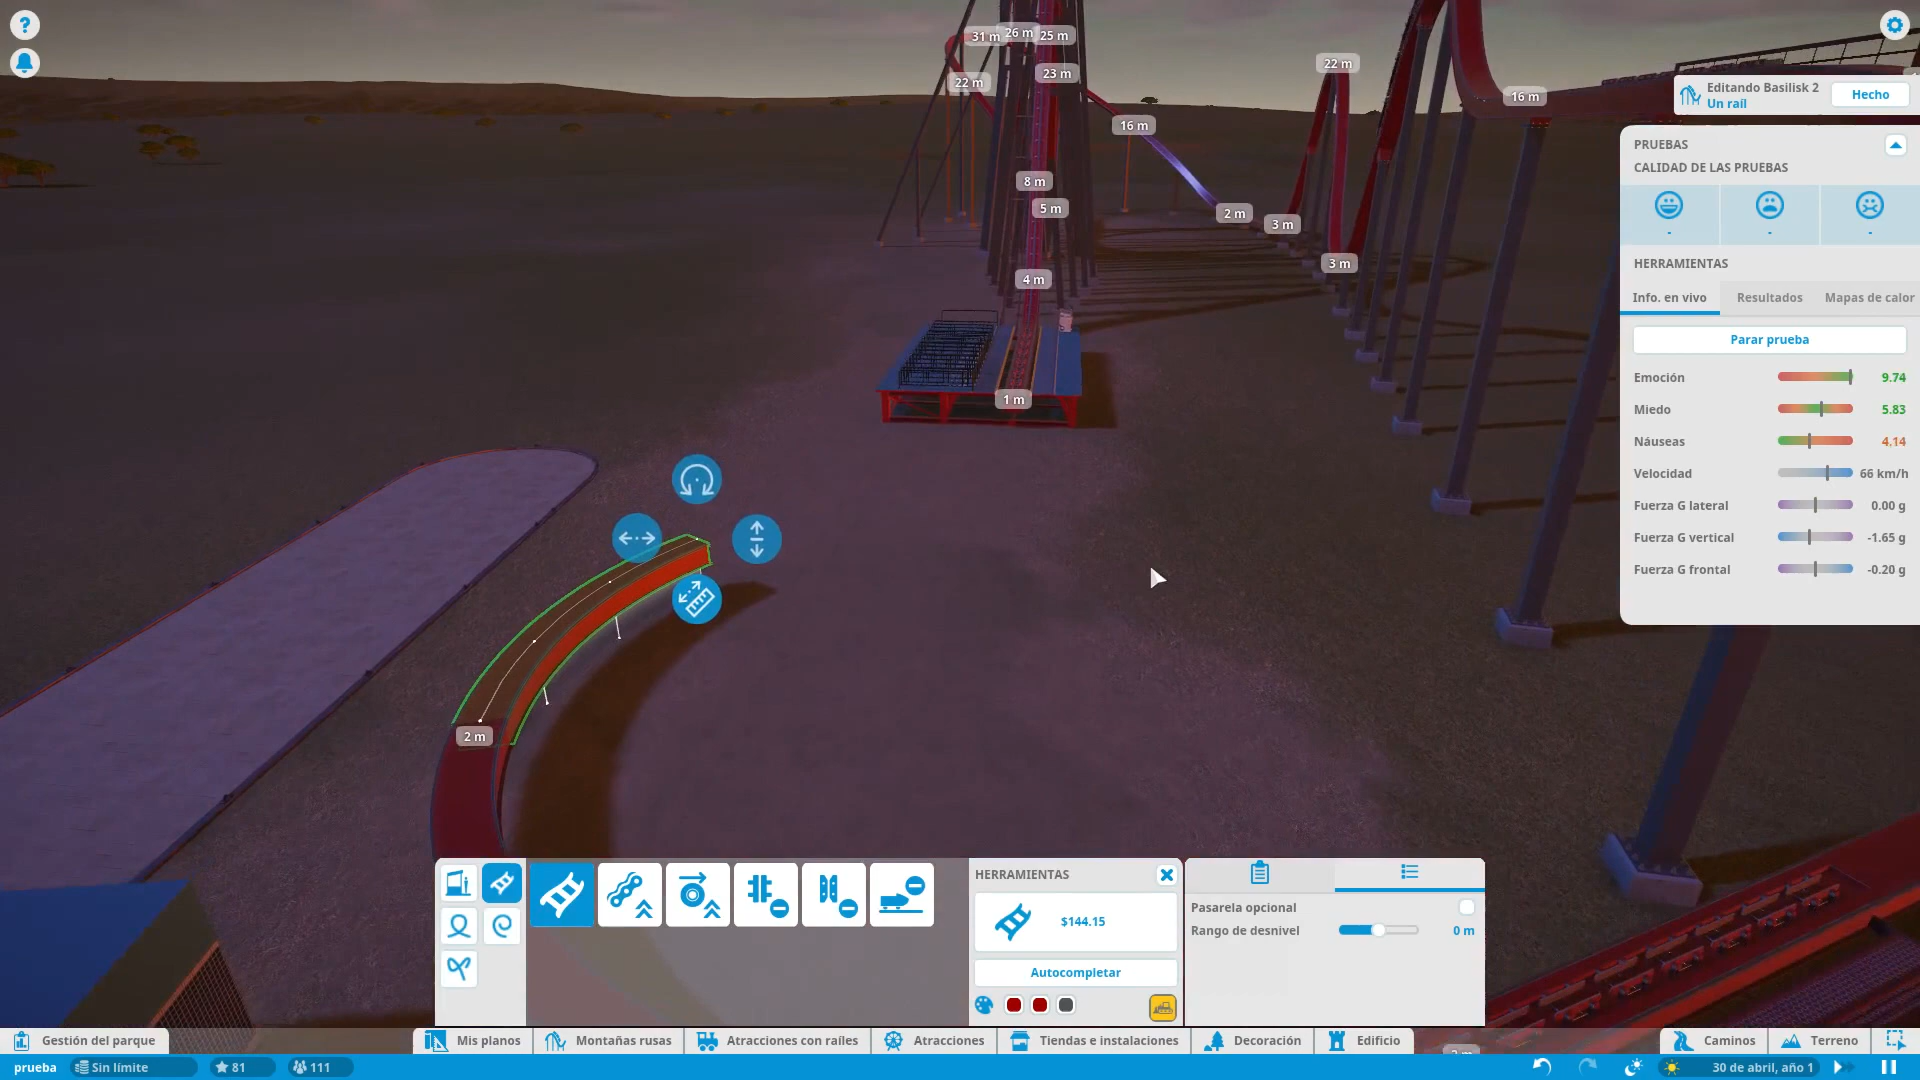 ?
31 m
26 m
25 m
22 m
23 m
22 m
16 m
16 m
8 m
5 m
2 m
3 m
3 m
4 m
1 m
2 m
Editando Basilisk 2
Un raíl
Hecho
PRUEBAS
CALIDAD DE LAS PRUEBAS
- - -
HERRAMIENTAS
Info. en vivo Resultados Mapas de calor
Parar prueba
Emoción 9.74
Miedo 5.83
Náuseas 4,14
Velocidad 66 km/h
Fuerza G lateral 0.00 g
Fuerza G vertical -1.65 g
Fuerza G frontal -0.20 g
HERRAMIENTAS
$144.15
Autocompletar
Pasarela opcional
Rango de desnivel 0 m
Gestión del parque
Mis planos Montañas rusas Atracciones con raíles Atracciones Tiendas e instalaciones Decoración Edificio
Caminos Terreno
prueba Sin límite 81 111
30 de abril, año 1